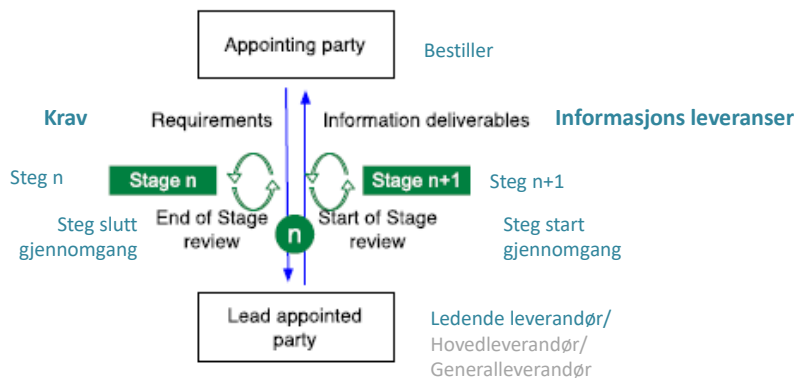 Appointing party
Bestiller
Krav
Requirements
Information deliverables
Informasjons leveranser
Steg n
Stage n
Stage n+1
Steg n+1
Steg slutt
gjennomgang
End of Stage
review
n
Start of Stage
review
Steg start
gjennomgang
Lead appointed
party
Ledende leverandør/
Hovedleverandør/
Generalleverandør